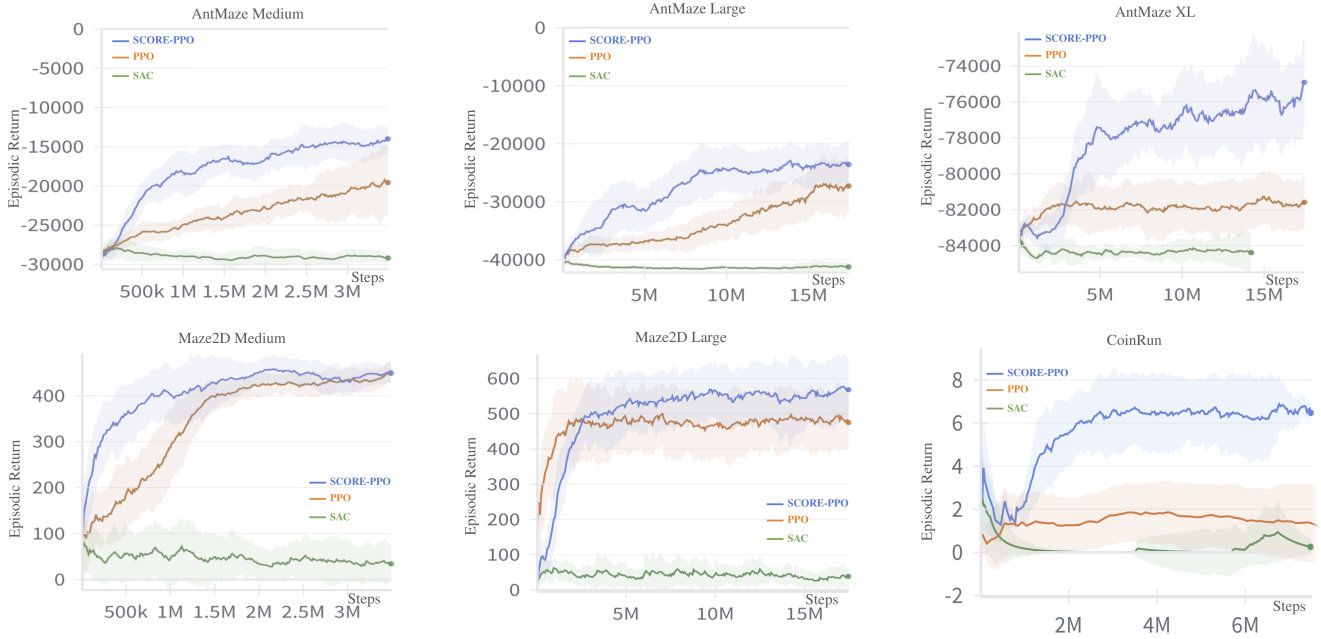 AntMaze Medium
0
-5000
-10000
-15000
-20000
-25000
-30000
Episodic Return
SCORE-PPO
PPO
SAC
500k 1M 1.5M 2M 2.5M 3M
Steps
AntMaze Large
0
-10000
-20000
-30000
-40000
Episodic Return
SCORE-PPO
PPO
SAC
5M 10M 15M
Steps
AntMaze XL
-74000
-76000
-78000
-80000
-82000
-84000
Episodic Return
SCORE-PPO
PPO
SAC
5M 10M 15M
Steps
Maze2D Medium
400
300
200
100
0
Episodic Return
SCORE-PPO
PPO
SAC
500k 1M 1.5M 2M 2.5M 3M
Steps
Maze2D Large
600
500
400
300
200
100
0
Episodic Return
SCORE-PPO
PPO
SAC
5M 10M 15M
Steps
CoinRun
8
6
4
2
0
-2
Episodic Return
SCORE-PPO
PPO
SAC
2M 4M 6M
Steps